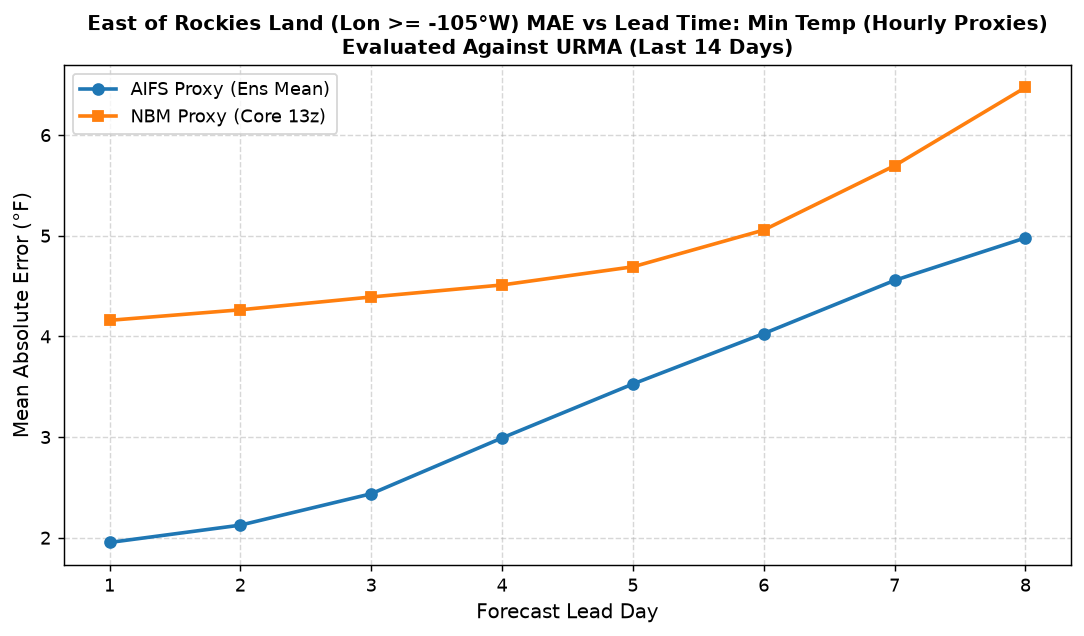 East of Rockies Land (Lon >= -105°W) MAE vs Lead Time: Min Temp (Hourly Proxies)
Evaluated Against URMA (Last 14 Days)
AIFS Proxy (Ens Mean)
NBM Proxy (Core 13z)
Mean Absolute Error (°F)
6
5
4
3
2
1 2 3 4 5 6 7 8
Forecast Lead Day